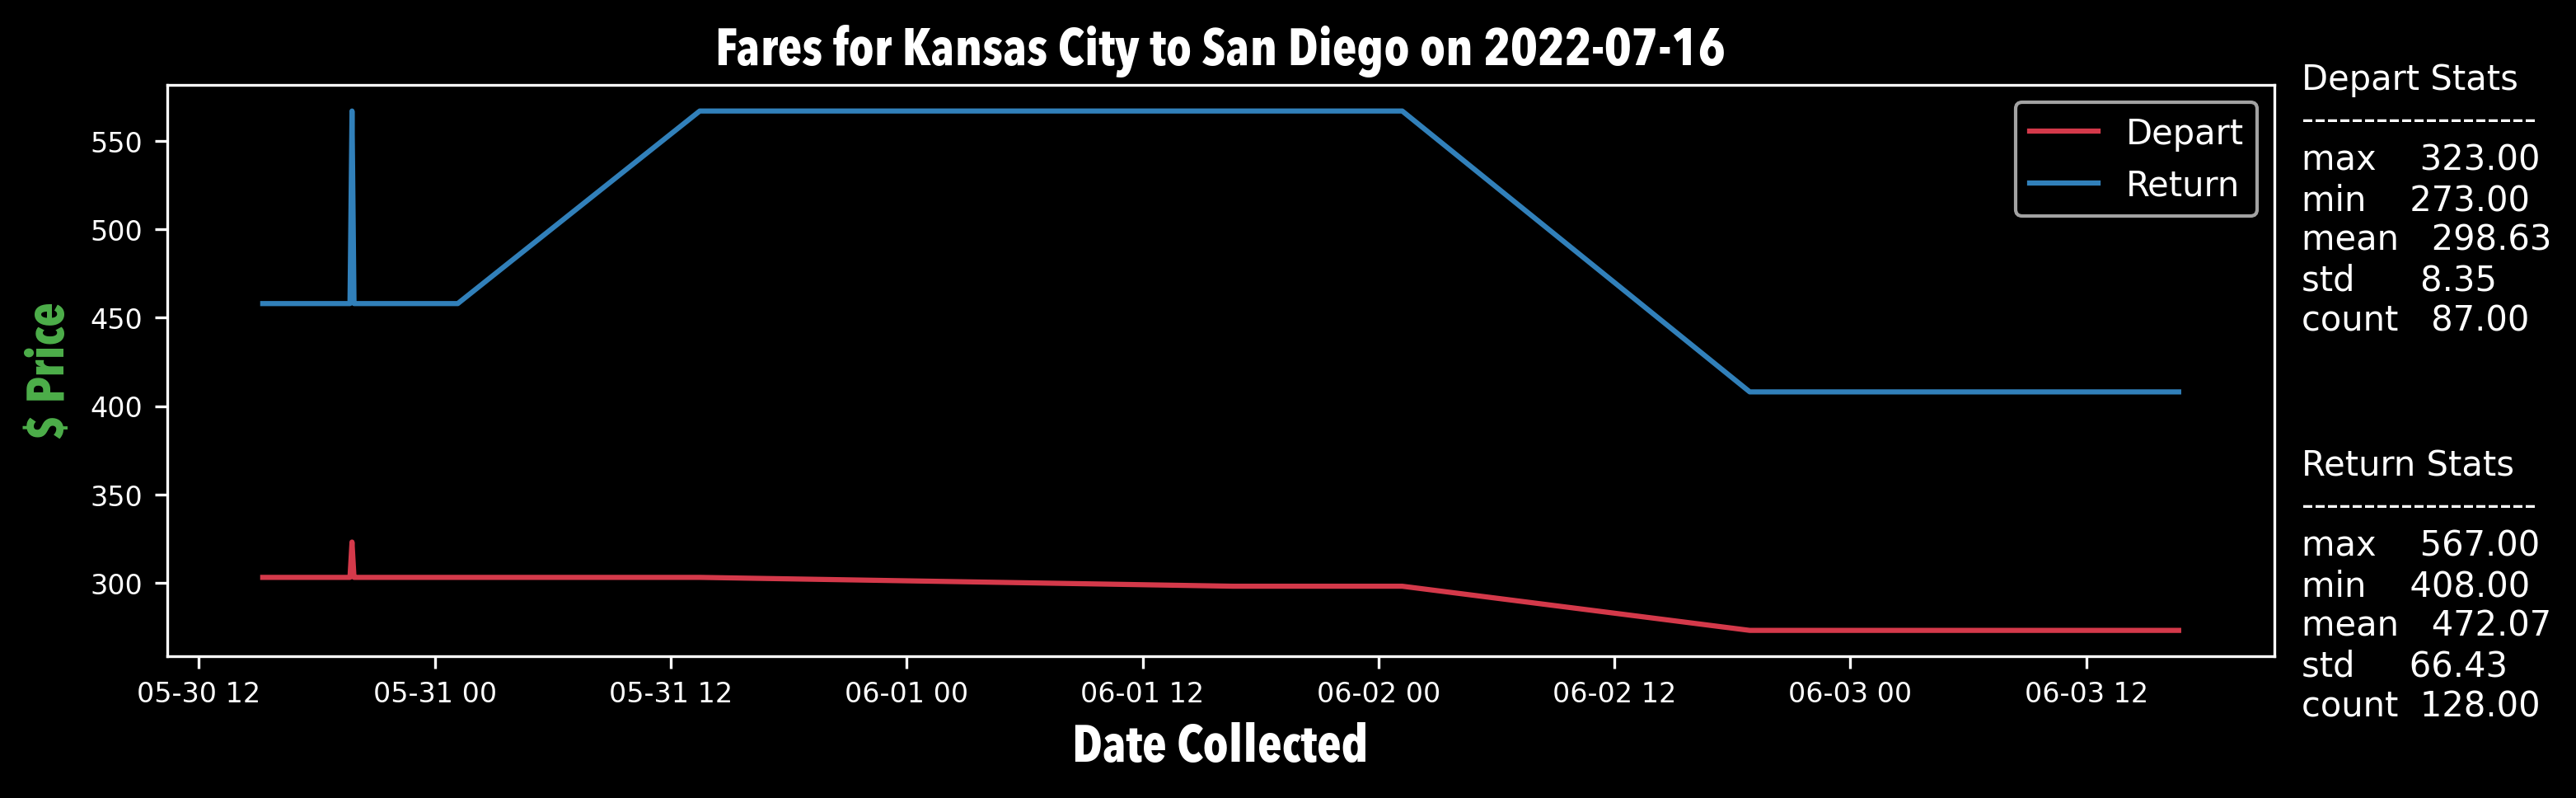 Fares for Kansas City to San Diego on 2022-07-16
$ Price
550
500
450
400
350
300
05-30 12
05-31 00
05-31 12
06-01 00
06-01 12
06-02 00
06-02 12
06-03 00
06-03 12
Date Collected
Depart
Return
Depart Stats
-------------------
max 323.00
min 273.00
mean 298.63
std 8.35
count 87.00
Return Stats
-------------------
max 567.00
min 408.00
mean 472.07
std 66.43
count 128.00